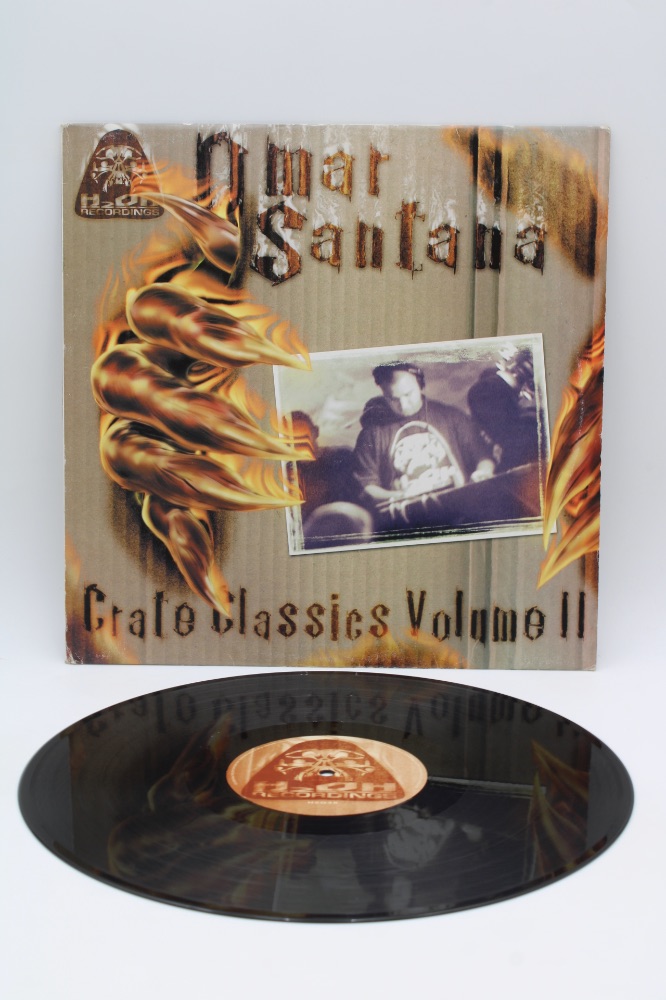 Omar
Santana
H2OH
RECORDINGS
Crate Classics Volume II
H2OH
RECORDINGS